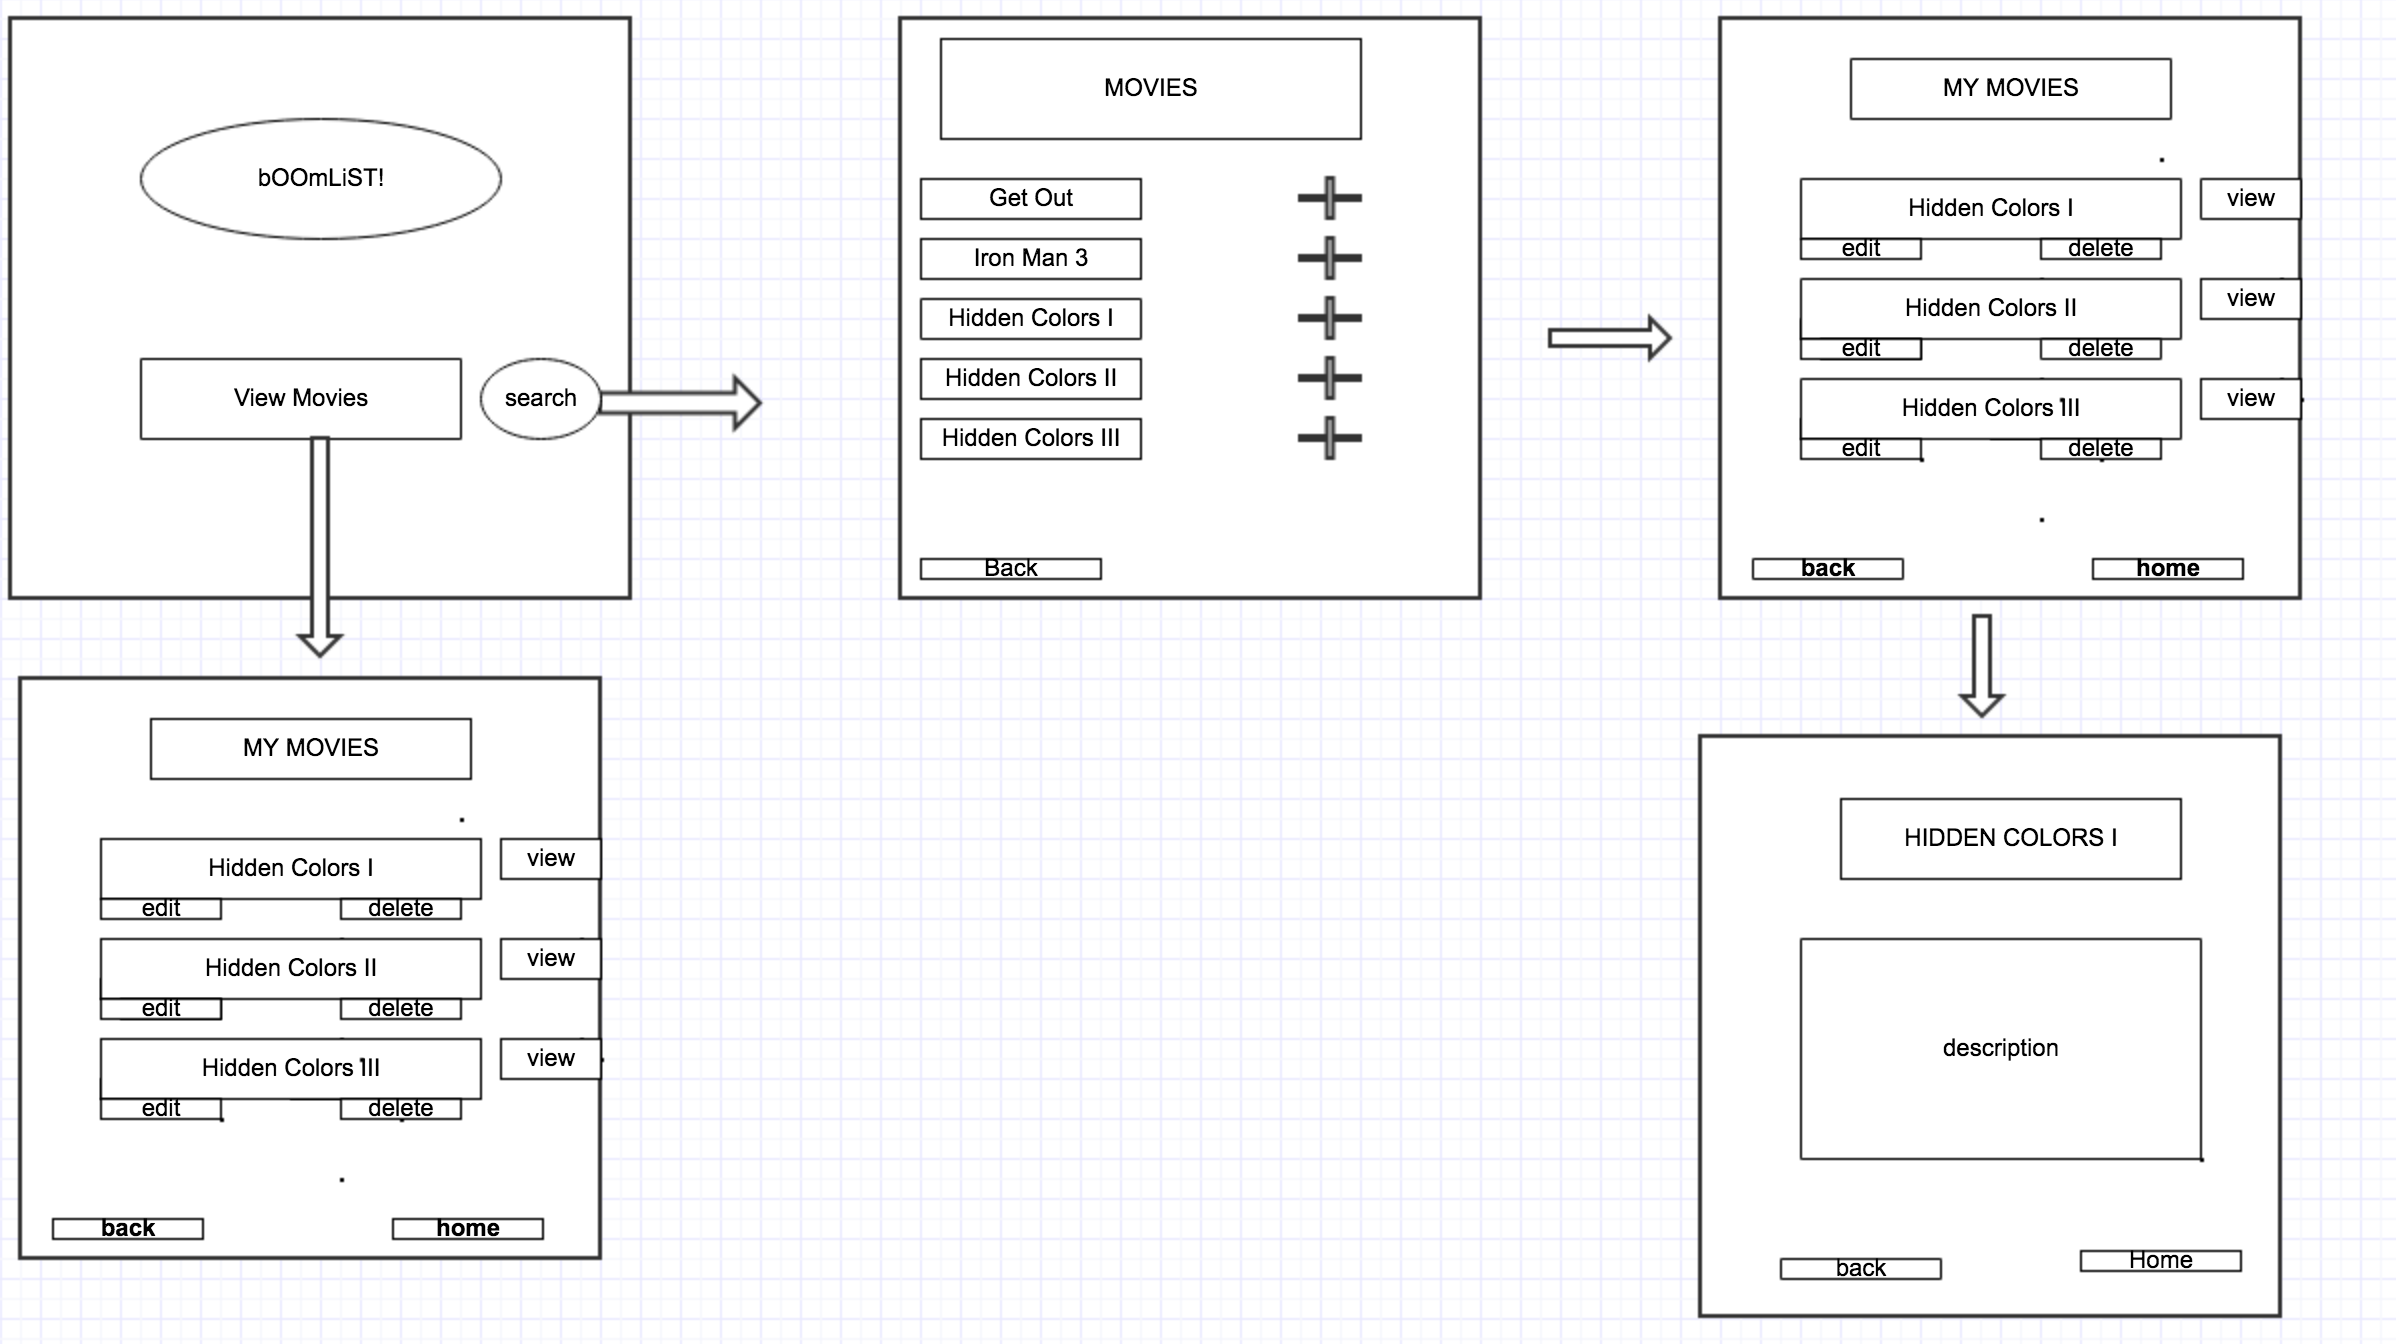 bOOmLiST!
View Movies
search
MOVIES
Get Out
Iron Man 3
Hidden Colors I
Hidden Colors II
Hidden Colors III
Back
MY MOVIES
Hidden Colors I
view
edit
delete
Hidden Colors II
view
edit
delete
Hidden Colors III
view
edit
delete
back
home
MY MOVIES
Hidden Colors I
view
edit
delete
Hidden Colors II
view
edit
delete
Hidden Colors III
view
edit
delete
back
home
HIDDEN COLORS I
description
back
Home